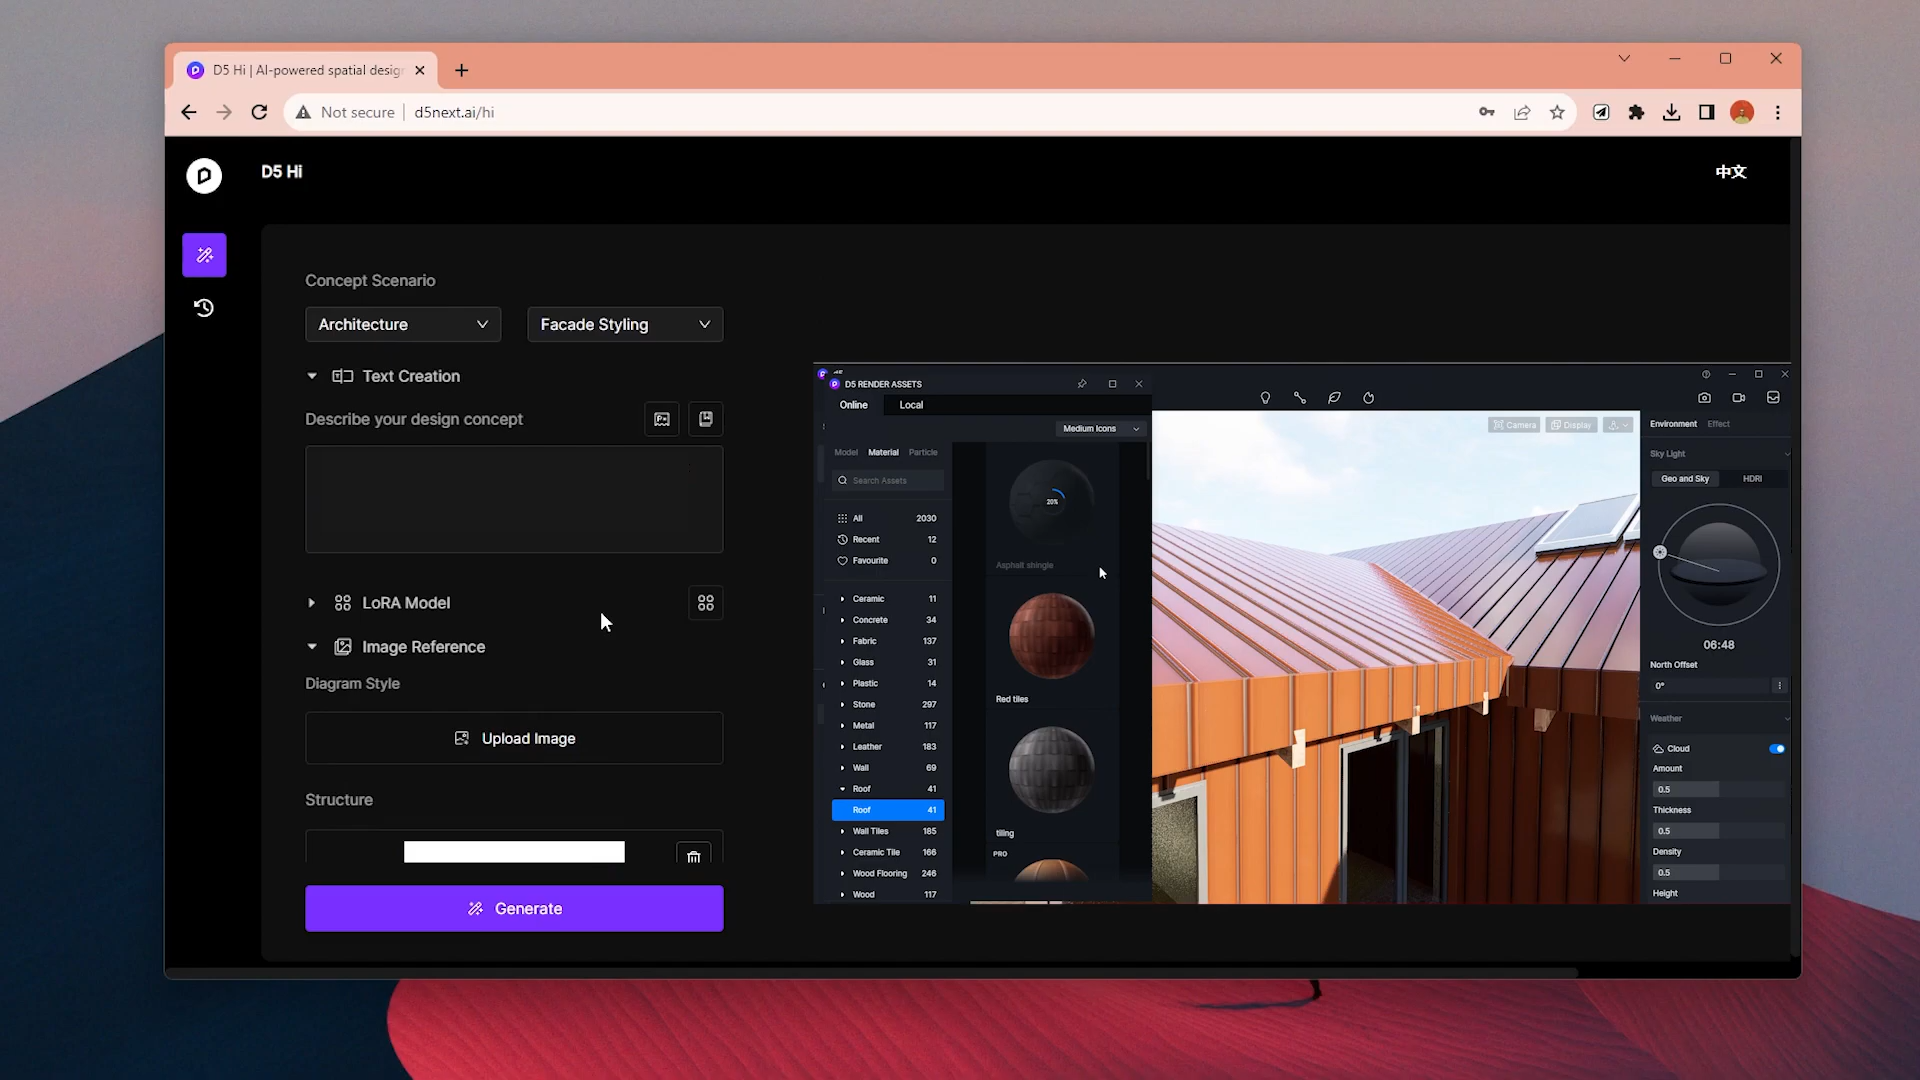 D5 Hi | AI-powered spatial desig
Not secure
d5next.ai/hi
D5 Hi
中文
Concept Scenario
Architecture
Facade Styling
Text Creation
Describe your design concept
LoRA Model
Image Reference
Diagram Style
Upload Image
Structure
Generate
D5 RENDER ASSETS
Online
Local
Medium Icons
Model
Material
Particle
Search Assets
All 2030
Recent 12
Favourite 0
Ceramic 11
Concrete 34
Fabric 137
Glass 31
Plastic 14
Stone 297
Metal 117
Leather 183
Wall 69
Roof 41
Roof 41
Wall Tiles 185
Ceramic Tile 166
Wood Flooring 246
Wood 117
20%
Asphalt shingle
Red tiles
tiling
PRO
Camera
Display
Environment
Effect
Sky Light
Geo and Sky
HDRI
06:48
North Offset
0°
Weather
Cloud
Amount
0.5
Thickness
0.5
Density
0.5
Height